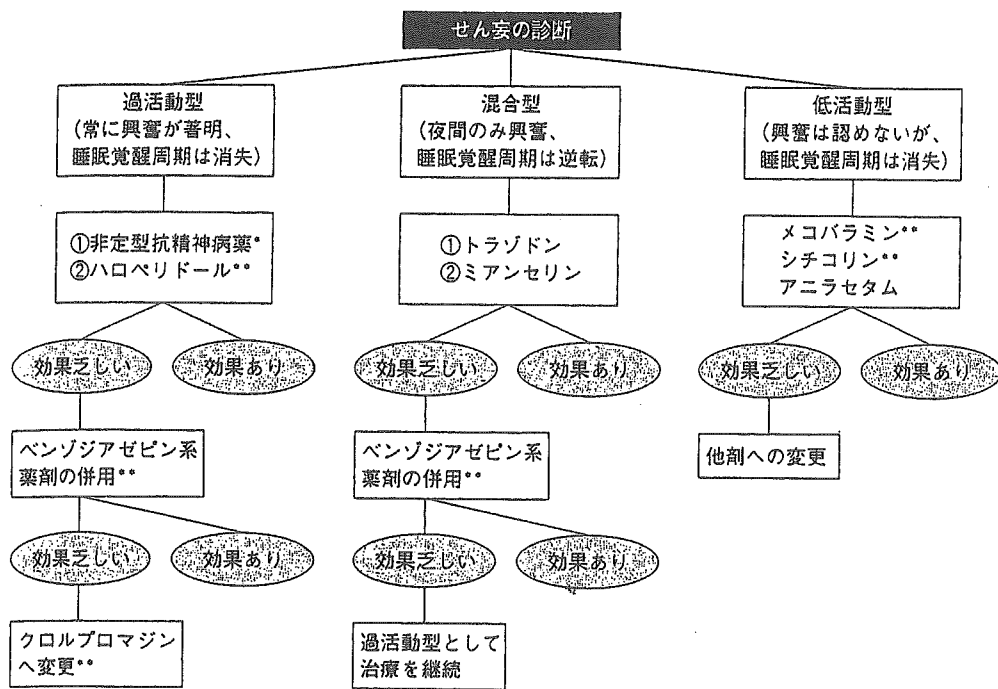 せん妄の診断
過活動型
(常に興奮が著明、
睡眠覚醒周期は消失)
混合型
(夜間のみ興奮、
睡眠覚醒周期は逆転)
低活動型
(興奮は認めないが、
睡眠覚醒周期は消失)
①非定型抗精神病薬*
②ハロペリドール**
①トラゾドン
②ミアンセリン
メコバラミン**
シチコリン**
アニラセタム
効果乏しい
効果あり
効果乏しい
効果あり
効果乏しい
効果あり
ベンゾジアゼピン系
薬剤の併用**
ベンゾジアゼピン系
薬剤の併用**
他剤への変更
効果乏しい
効果あり
効果乏しい
効果あり
クロルプロマジン
へ変更**
過活動型として
治療を継続